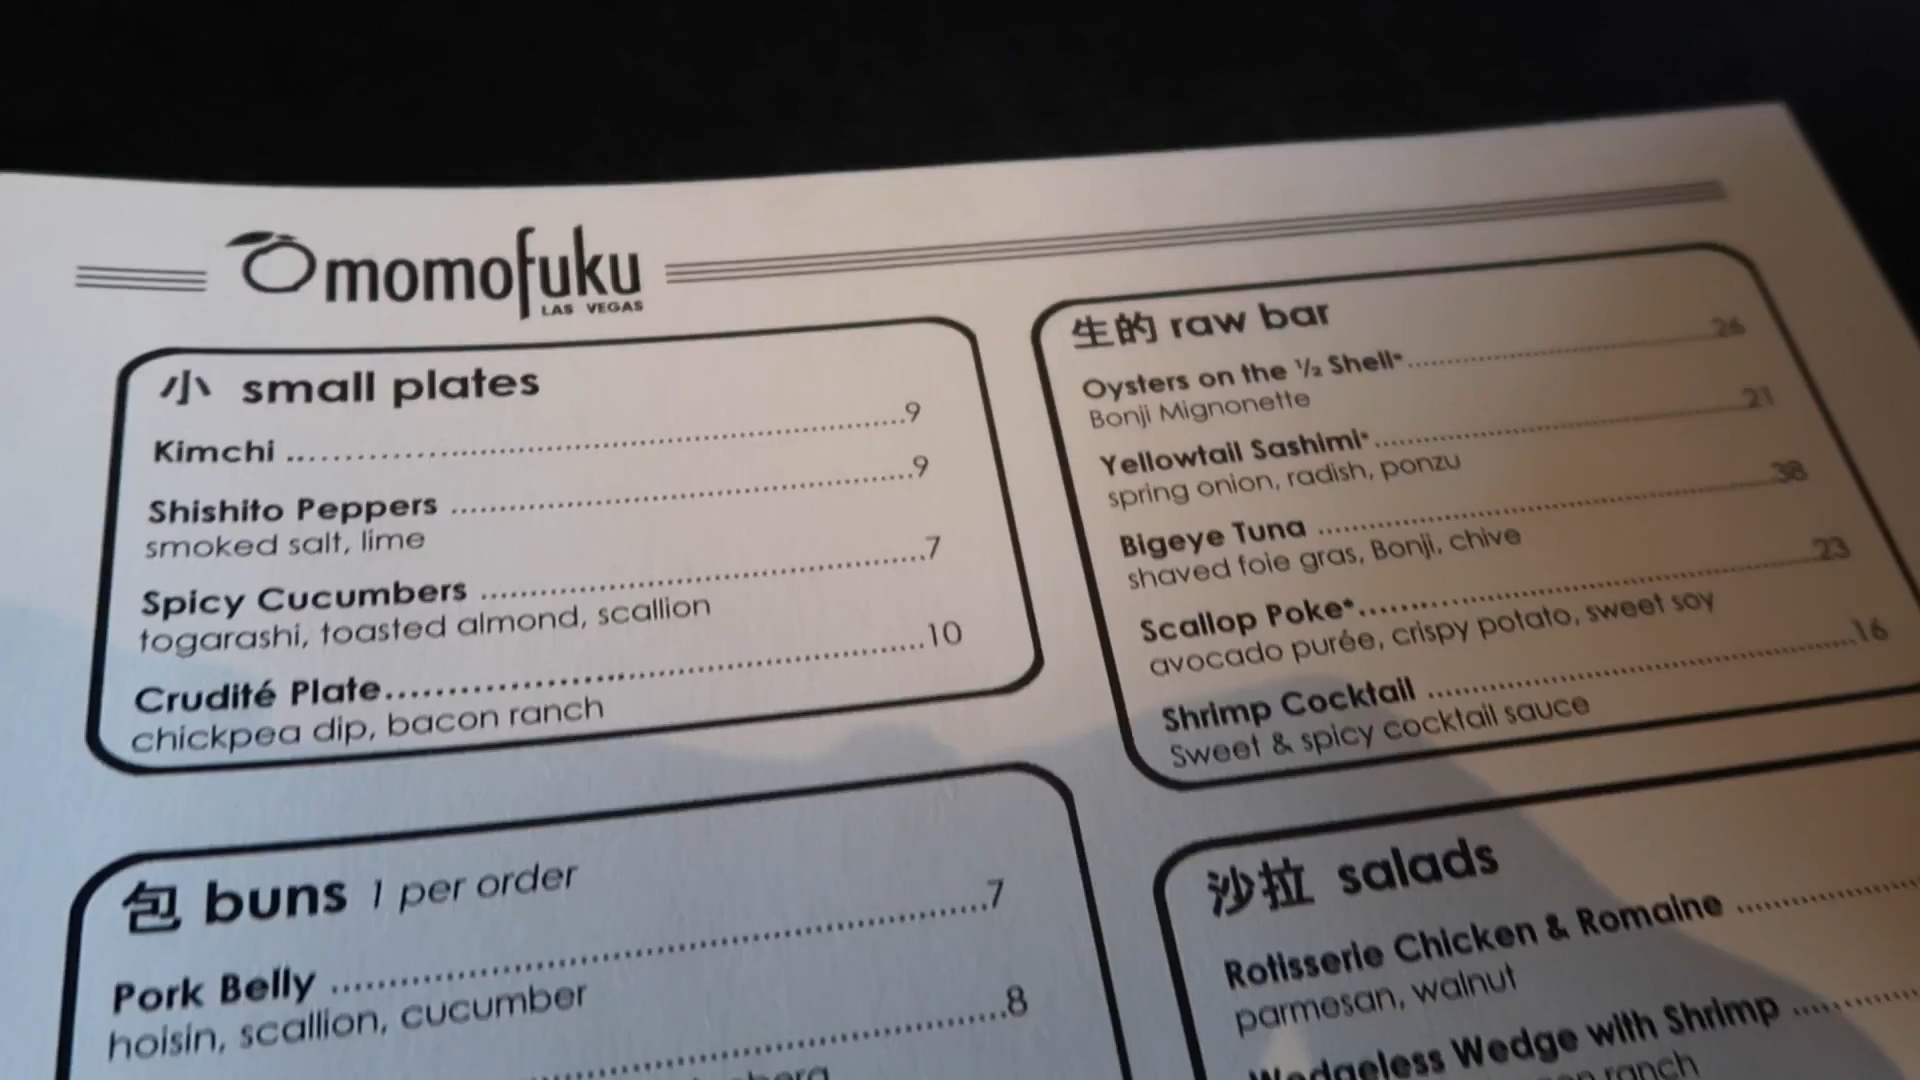 momofuku
LAS VEGAS
小 small plates
Kimchi ........ 9
Shishito Peppers ........ 9
smoked salt, lime
Spicy Cucumbers ........ 7
togarashi, toasted almond, scallion
Crudité Plate ........ 10
chickpea dip, bacon ranch
生的 raw bar
Oysters on the ½ Shell* ........ 26
Bonji Mignonette
Yellowtail Sashimi* ........ 21
spring onion, radish, ponzu
Bigeye Tuna ........ 38
shaved foie gras, Bonji, chive
Scallop Poke* ........ 23
avocado purée, crispy potato, sweet soy
Shrimp Cocktail ........ 16
Sweet & spicy cocktail sauce
包 buns 1 per order
Pork Belly ........ 7
hoisin, scallion, cucumber
........ 8
沙拉 salads
Rotisserie Chicken & Romaine ........
parmesan, walnut
Wedgeless Wedge with Shrimp ........
ranch